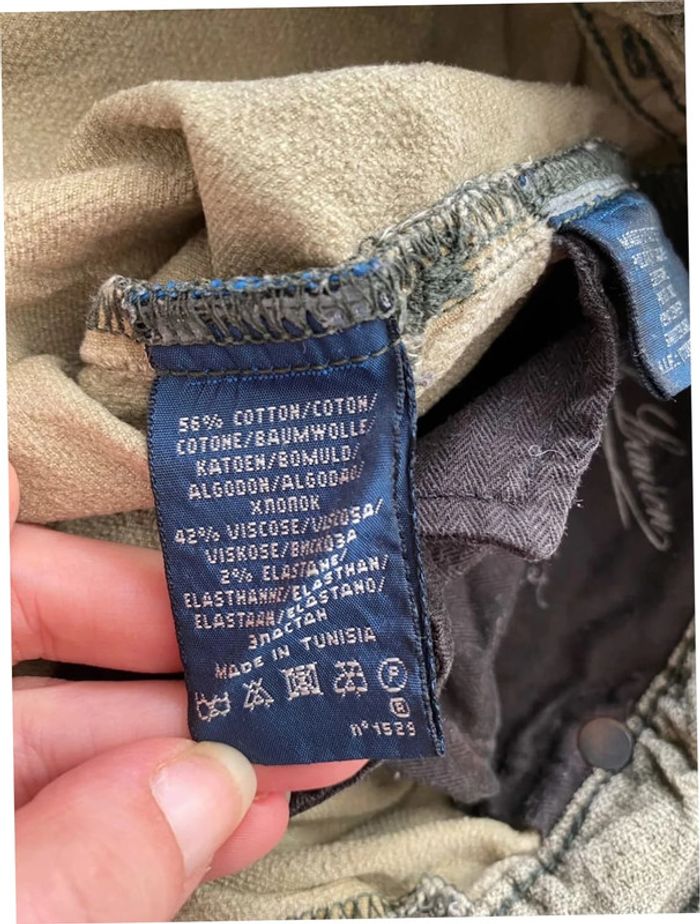 56% COTTON/COTON/
COTONE/BAUMWOLLE/
KATOEN/BOMULD/
ALGODON/ALGODAO/
ХЛОПОК
42% VISCOSE/VISCOSA/
VISKOSE/ВИСКОЗА
2% ELASTANE/
ELASTHANNE/ELASTHAN/
ELASTAAN/ELASTANO/
ЭЛАСТАН
MADE IN TUNISIA
P
R
n° 1529